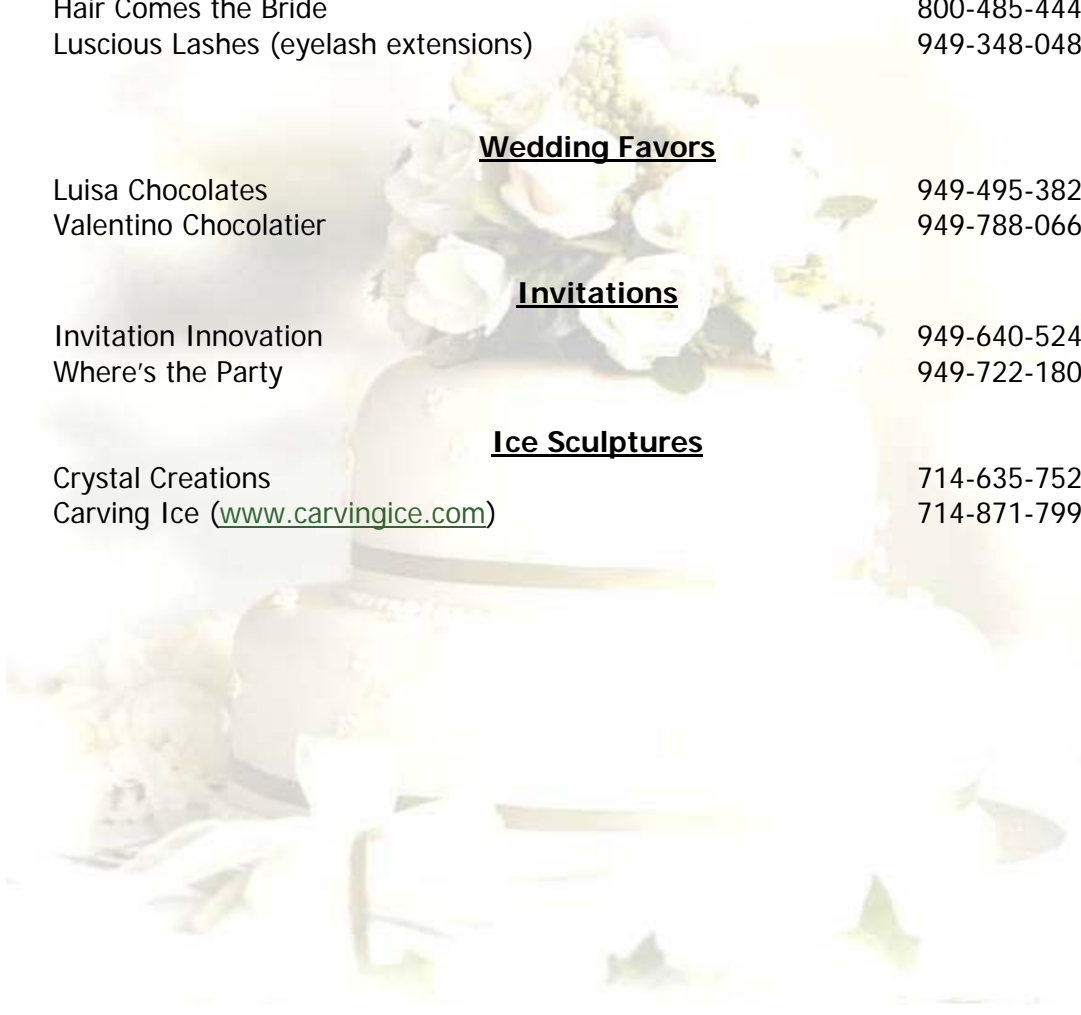 Hair Comes the Bride 800-485-444
Luscious Lashes (eyelash extensions) 949-348-048
Wedding Favors
Luisa Chocolates 949-495-382
Valentino Chocolatier 949-788-066
Invitations
Invitation Innovation 949-640-524
Where's the Party 949-722-180
Ice Sculptures
Crystal Creations 714-635-752
Carving Ice (www.carvingice.com) 714-871-799